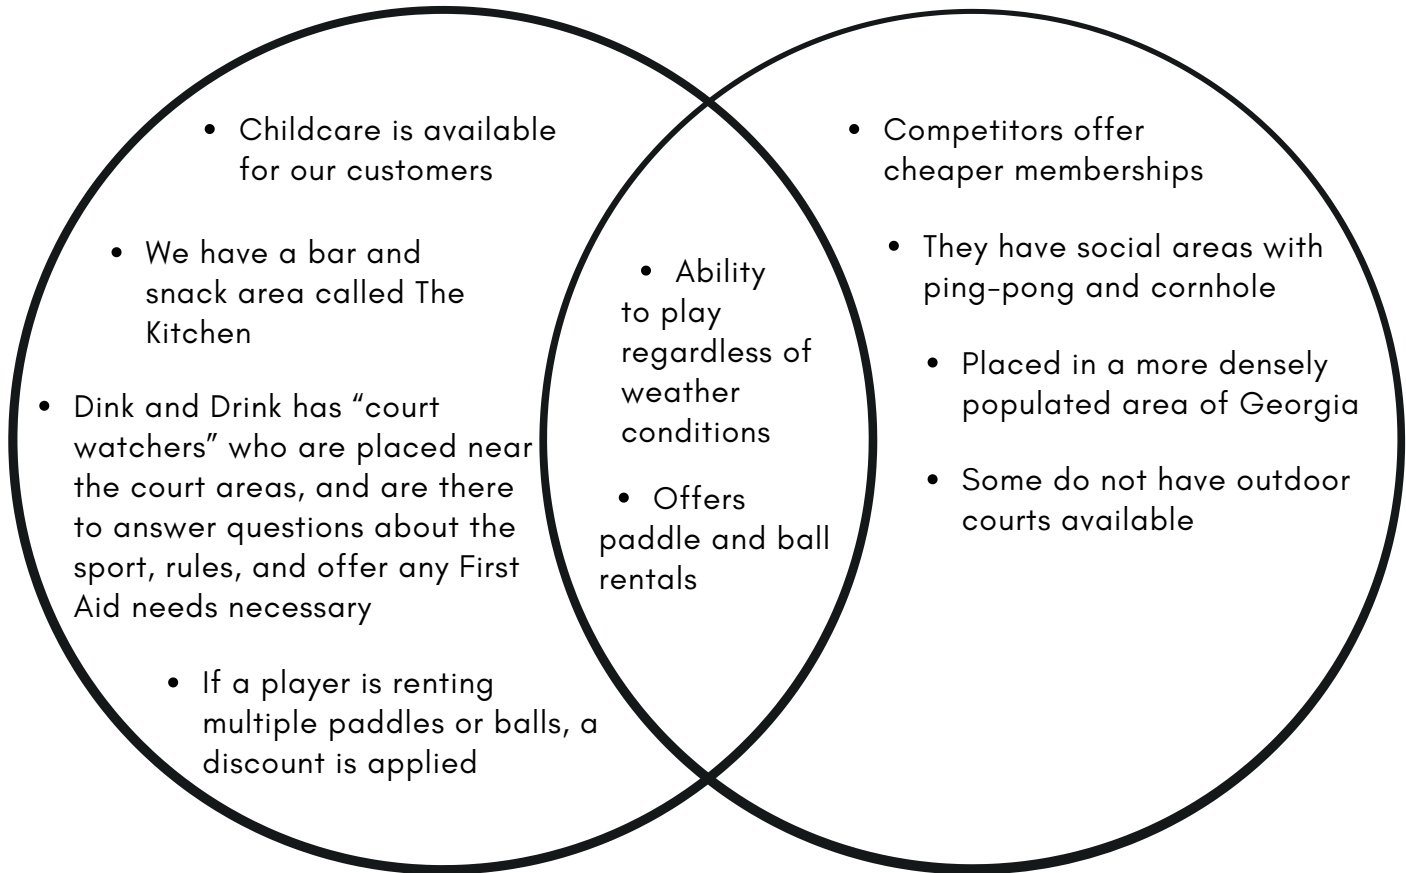 • Childcare is available
for our customers
• We have a bar and
snack area called The
Kitchen
• Dink and Drink has “court
watchers” who are placed near
the court areas, and are there
to answer questions about the
sport, rules, and offer any First
Aid needs necessary
• If a player is renting
multiple paddles or balls, a
discount is applied
• Ability
to play
regardless of
weather
conditions
• Offers
paddle and ball
rentals
• Competitors offer
cheaper memberships
• They have social areas with
ping-pong and cornhole
• Placed in a more densely
populated area of Georgia
• Some do not have outdoor
courts available